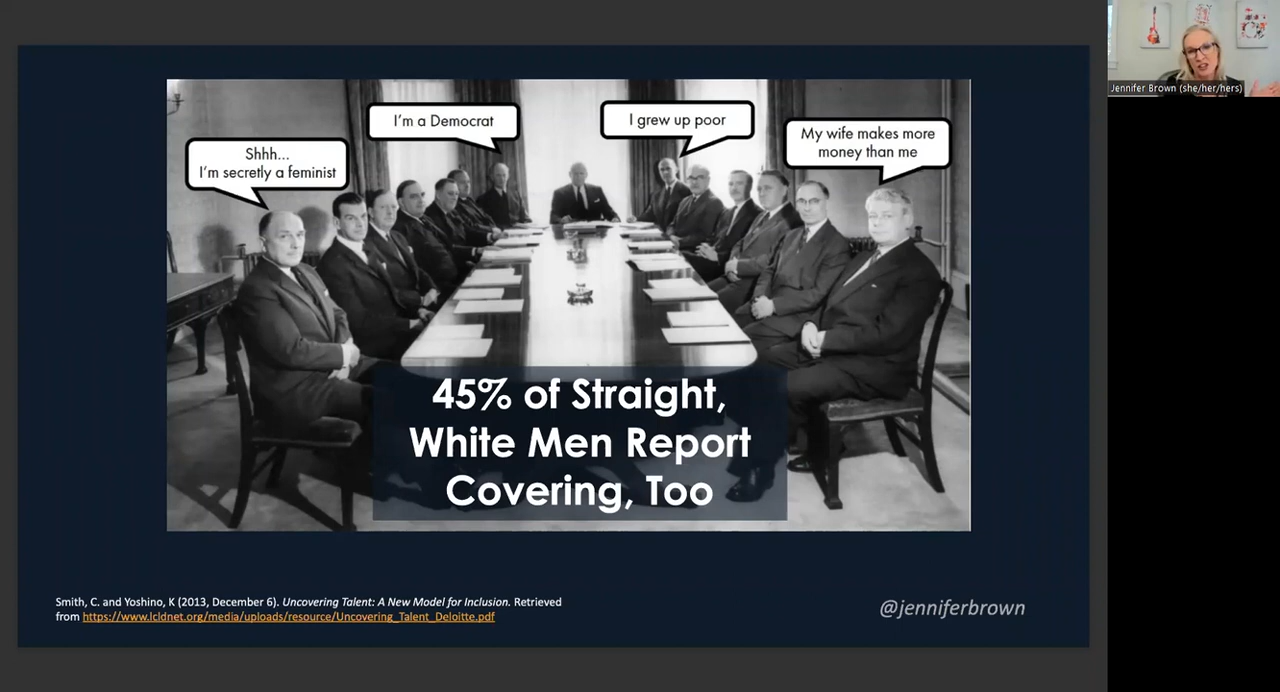 Shhh...
I'm secretly a feminist
I'm a Democrat
I grew up poor
My wife makes more
money than me
45% of Straight,
White Men Report
Covering, Too
Smith, C. and Yoshino, K (2013, December 6). Uncovering Talent: A New Model for Inclusion. Retrieved
from https://www.lcldnet.org/media/uploads/resource/Uncovering_Talent_Deloitte.pdf
@jenniferbrown
Jennifer Brown (she/her/hers)